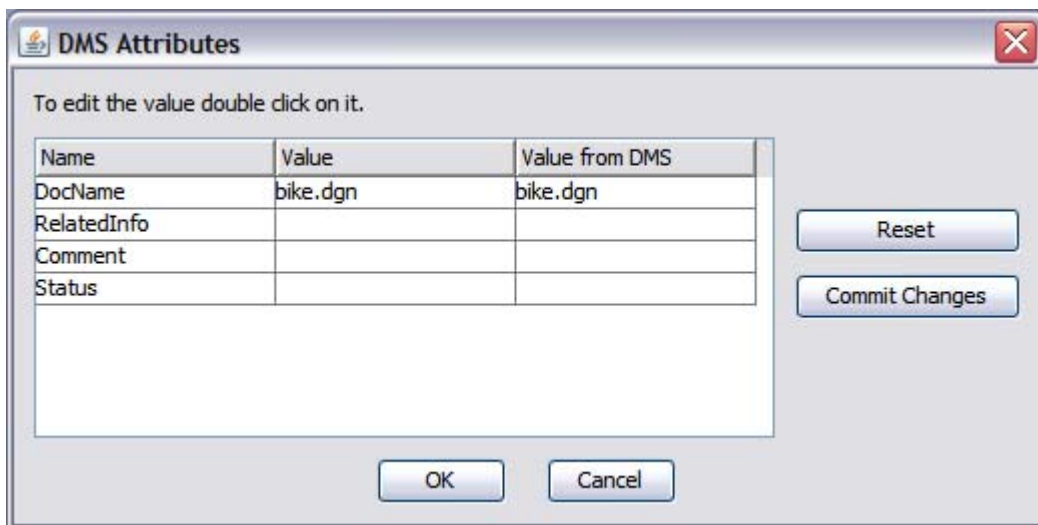 DMS Attributes
To edit the value double click on it.
Name Value Value from DMS
DocName bike.dgn bike.dgn
RelatedInfo
Comment
Status
Reset
Commit Changes
OK Cancel